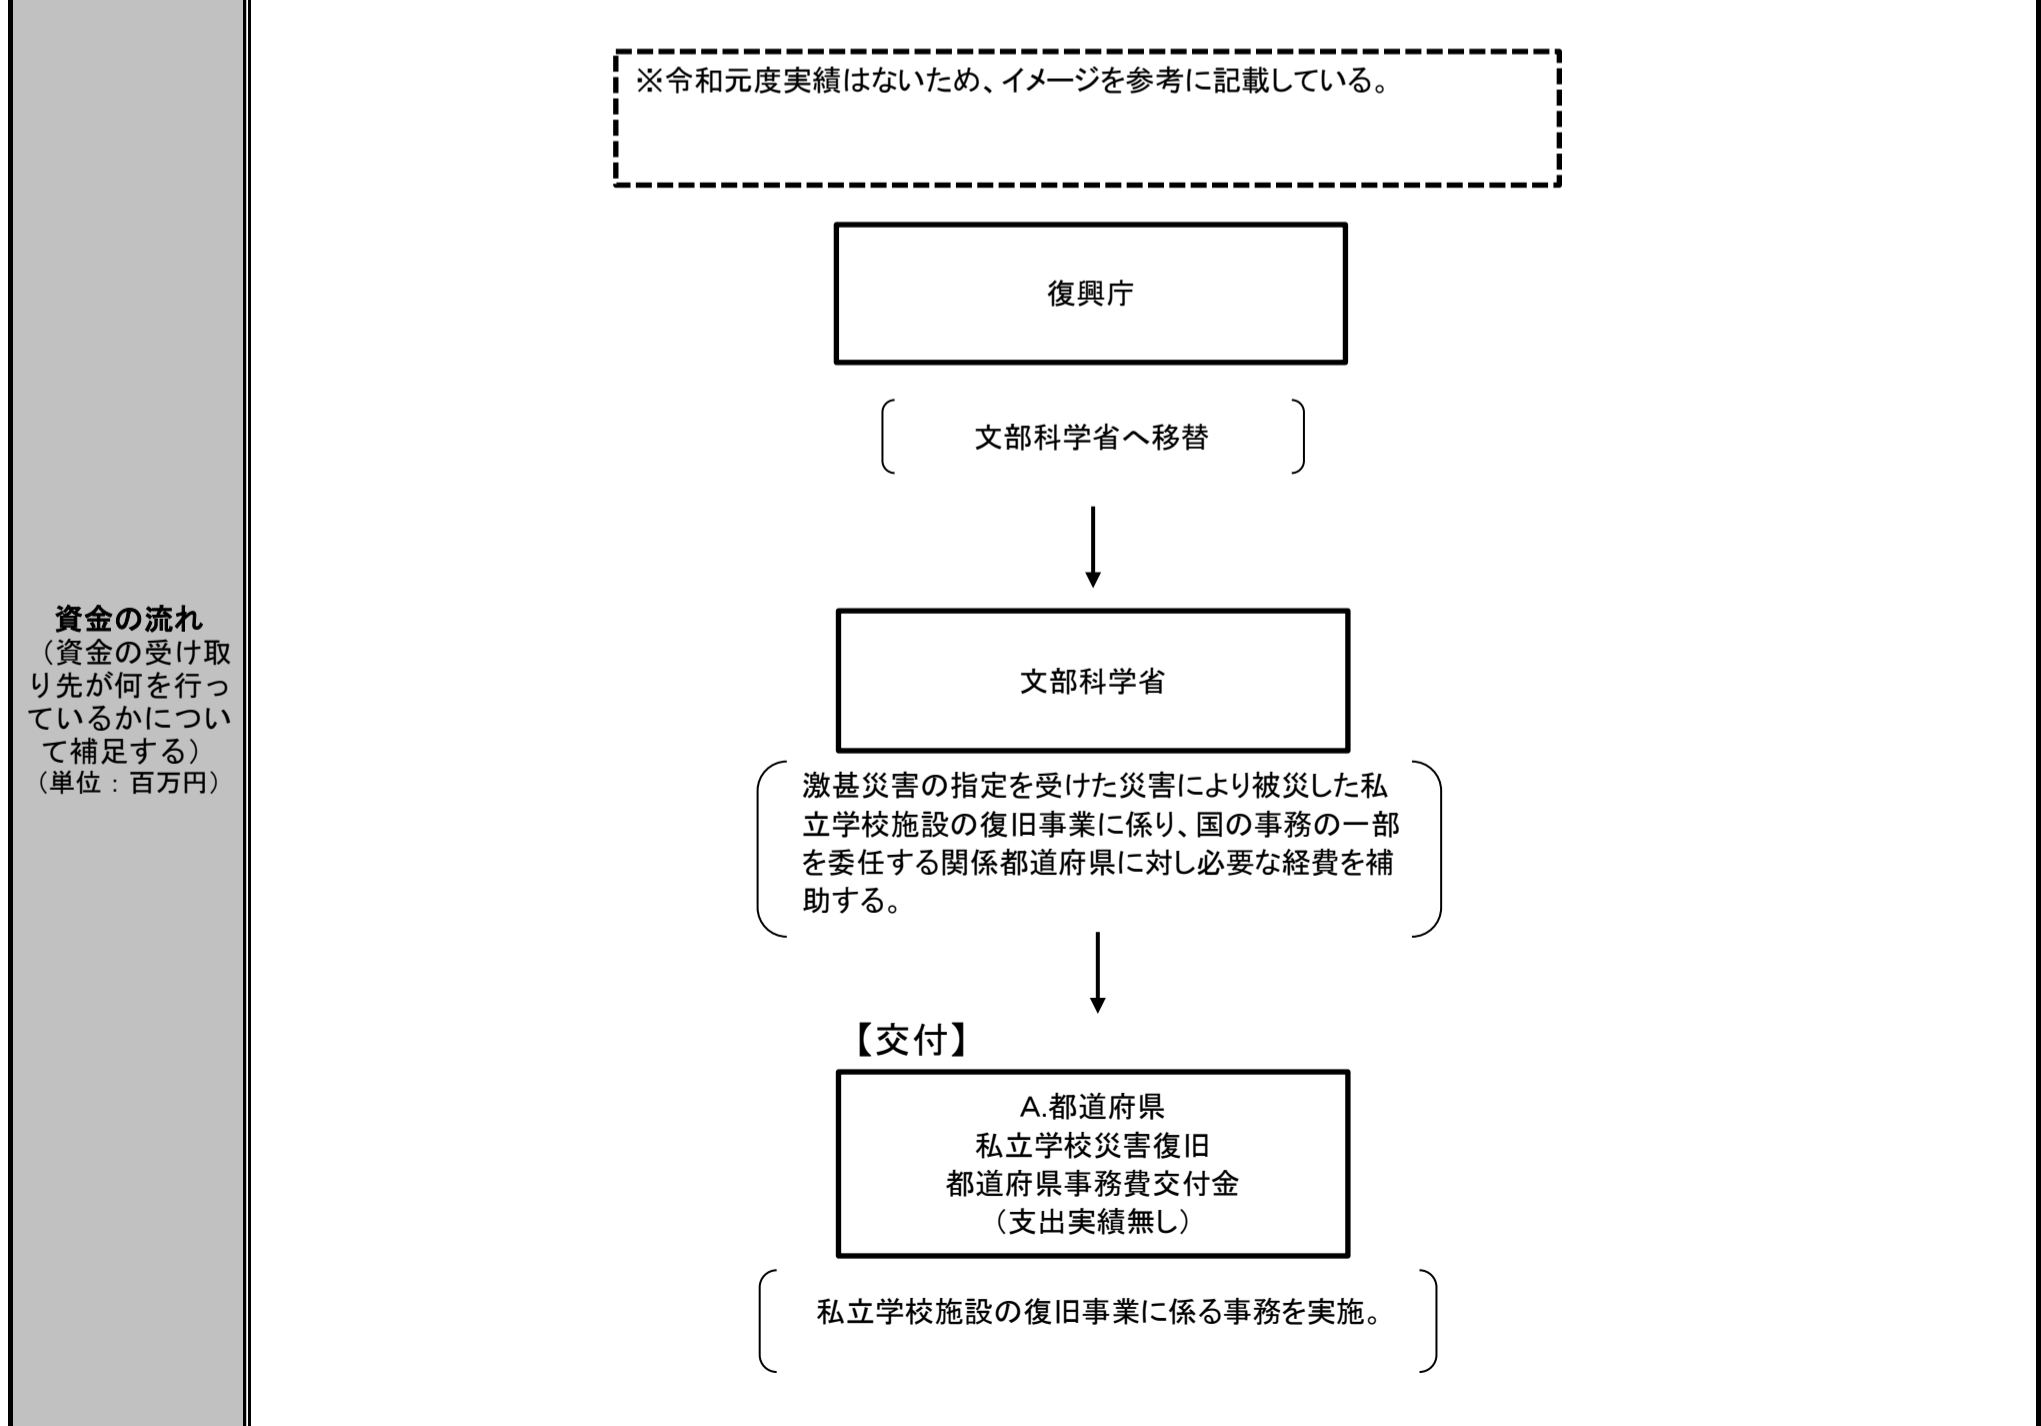 ※令和元度実績はないため、イメージを参考に記載している。
復興庁
文部科学省へ移替
資金の流れ
（資金の受け取
り先が何を行っ
ているかについ
て補足する）
（単位：百万円）
文部科学省
激甚災害の指定を受けた災害により被災した私
立学校施設の復旧事業に係り、国の事務の一部
を委任する関係都道府県に対し必要な経費を補
助する。
【交付】
A.都道府県
私立学校災害復旧
都道府県事務費交付金
（支出実績無し）
私立学校施設の復旧事業に係る事務を実施。